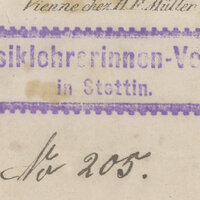 Vienne chez H. F. Müller
siklehrerinnen-Ve
in Stettin.
No 205.